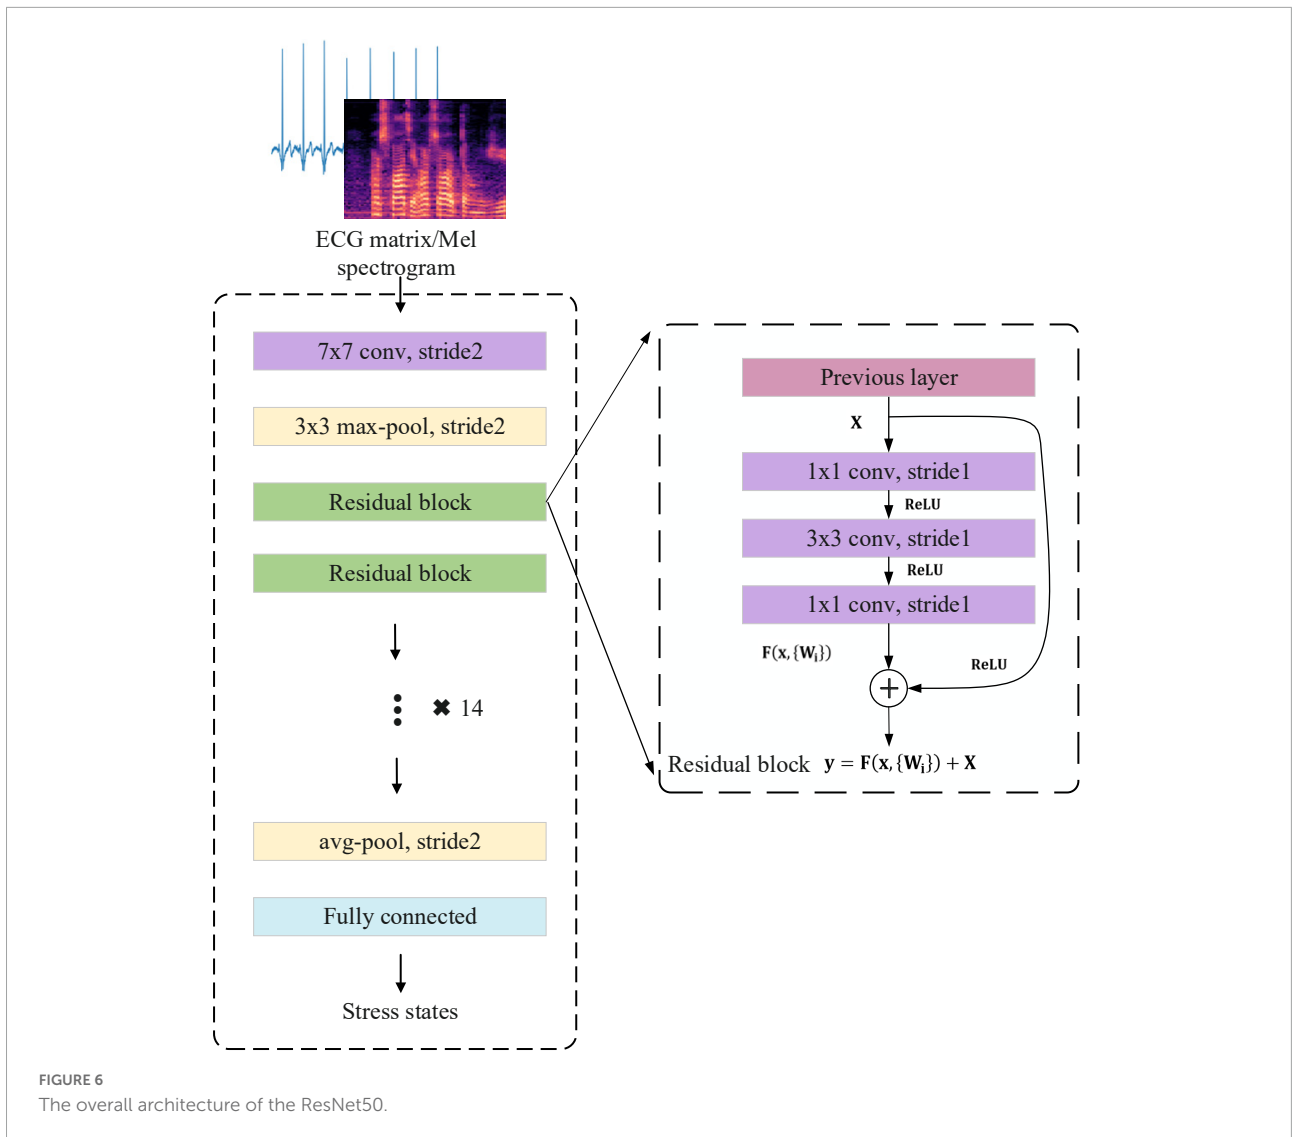 ECG matrix/Mel
spectrogram
7x7 conv, stride2
3x3 max-pool, stride2
Residual block
Residual block
✖ 14
avg-pool, stride2
Fully connected
Stress states
Previous layer
X
1x1 conv, stride1
ReLU
3x3 conv, stride1
ReLU
1x1 conv, stride1
F(x, {Wᵢ})
ReLU
+
Residual block y = F(x, {Wᵢ}) + X
FIGURE 6
The overall architecture of the ResNet50.